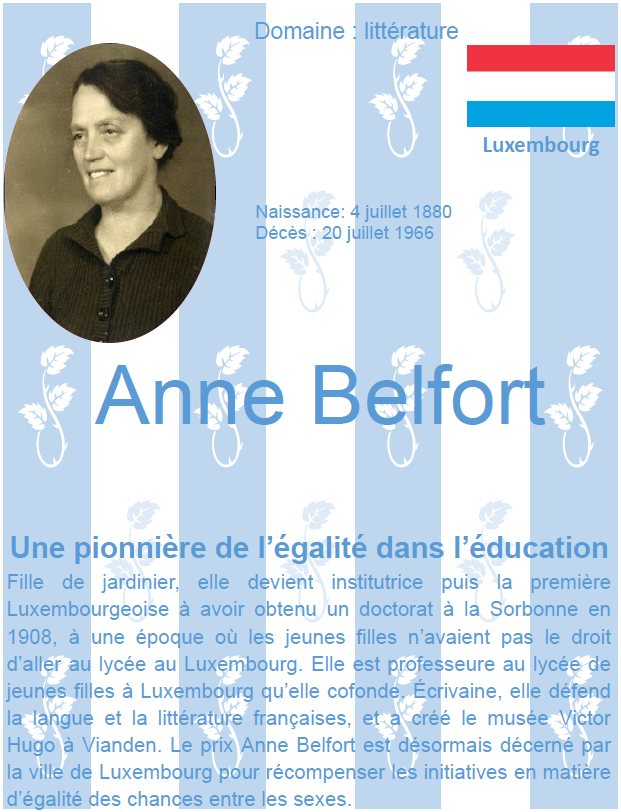 Domaine : littérature
Luxembourg
Naissance: 4 juillet 1880
Décès : 20 juillet 1966
Anne Belfort
Une pionnière de l’égalité dans l’éducation
Fille de jardinier, elle devient institutrice puis la première
Luxembourgeoise à avoir obtenu un doctorat à la Sorbonne en
1908, à une époque où les jeunes filles n’avaient pas le droit
d’aller au lycée au Luxembourg. Elle est professeure au lycée de
jeunes filles à Luxembourg qu’elle cofonde. Écrivaine, elle défend
la langue et la littérature françaises, et a créé le musée Victor
Hugo à Vianden. Le prix Anne Belfort est désormais décerné par
la ville de Luxembourg pour récompenser les initiatives en matière
d’égalité des chances entre les sexes.